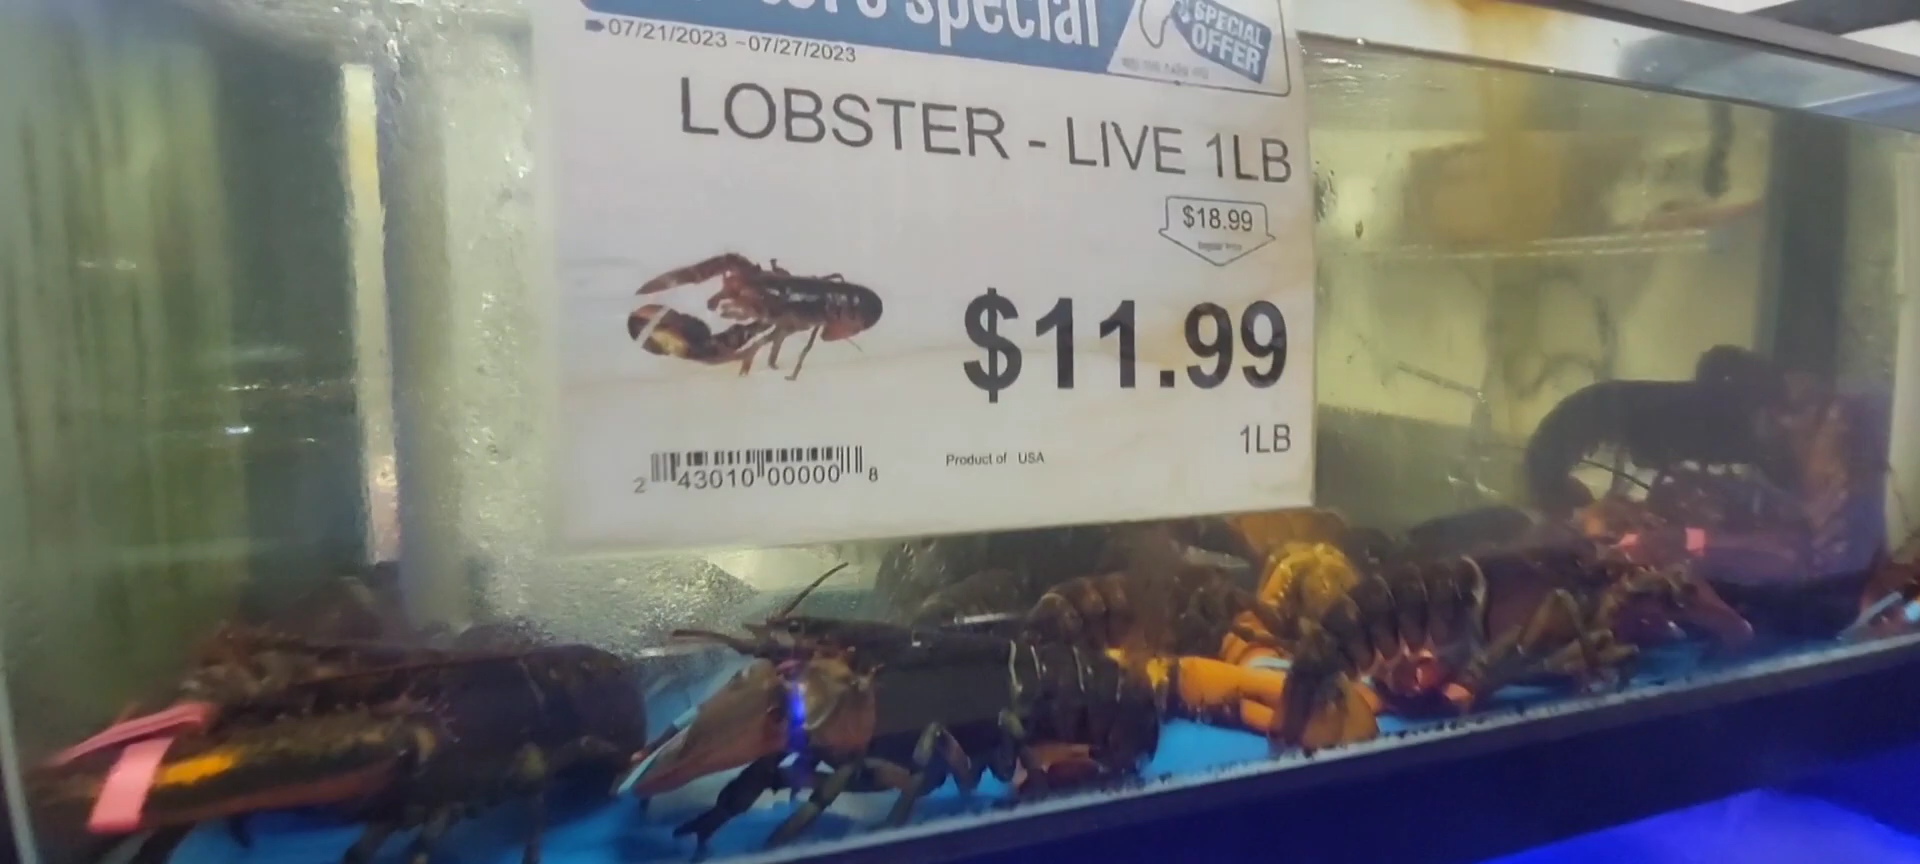 special
SPECIAL
OFFER
07/21/2023 ~07/27/2023
LOBSTER - LIVE 1LB
$18.99
$11.99
1LB
Product of USA
2 43010 00000 8